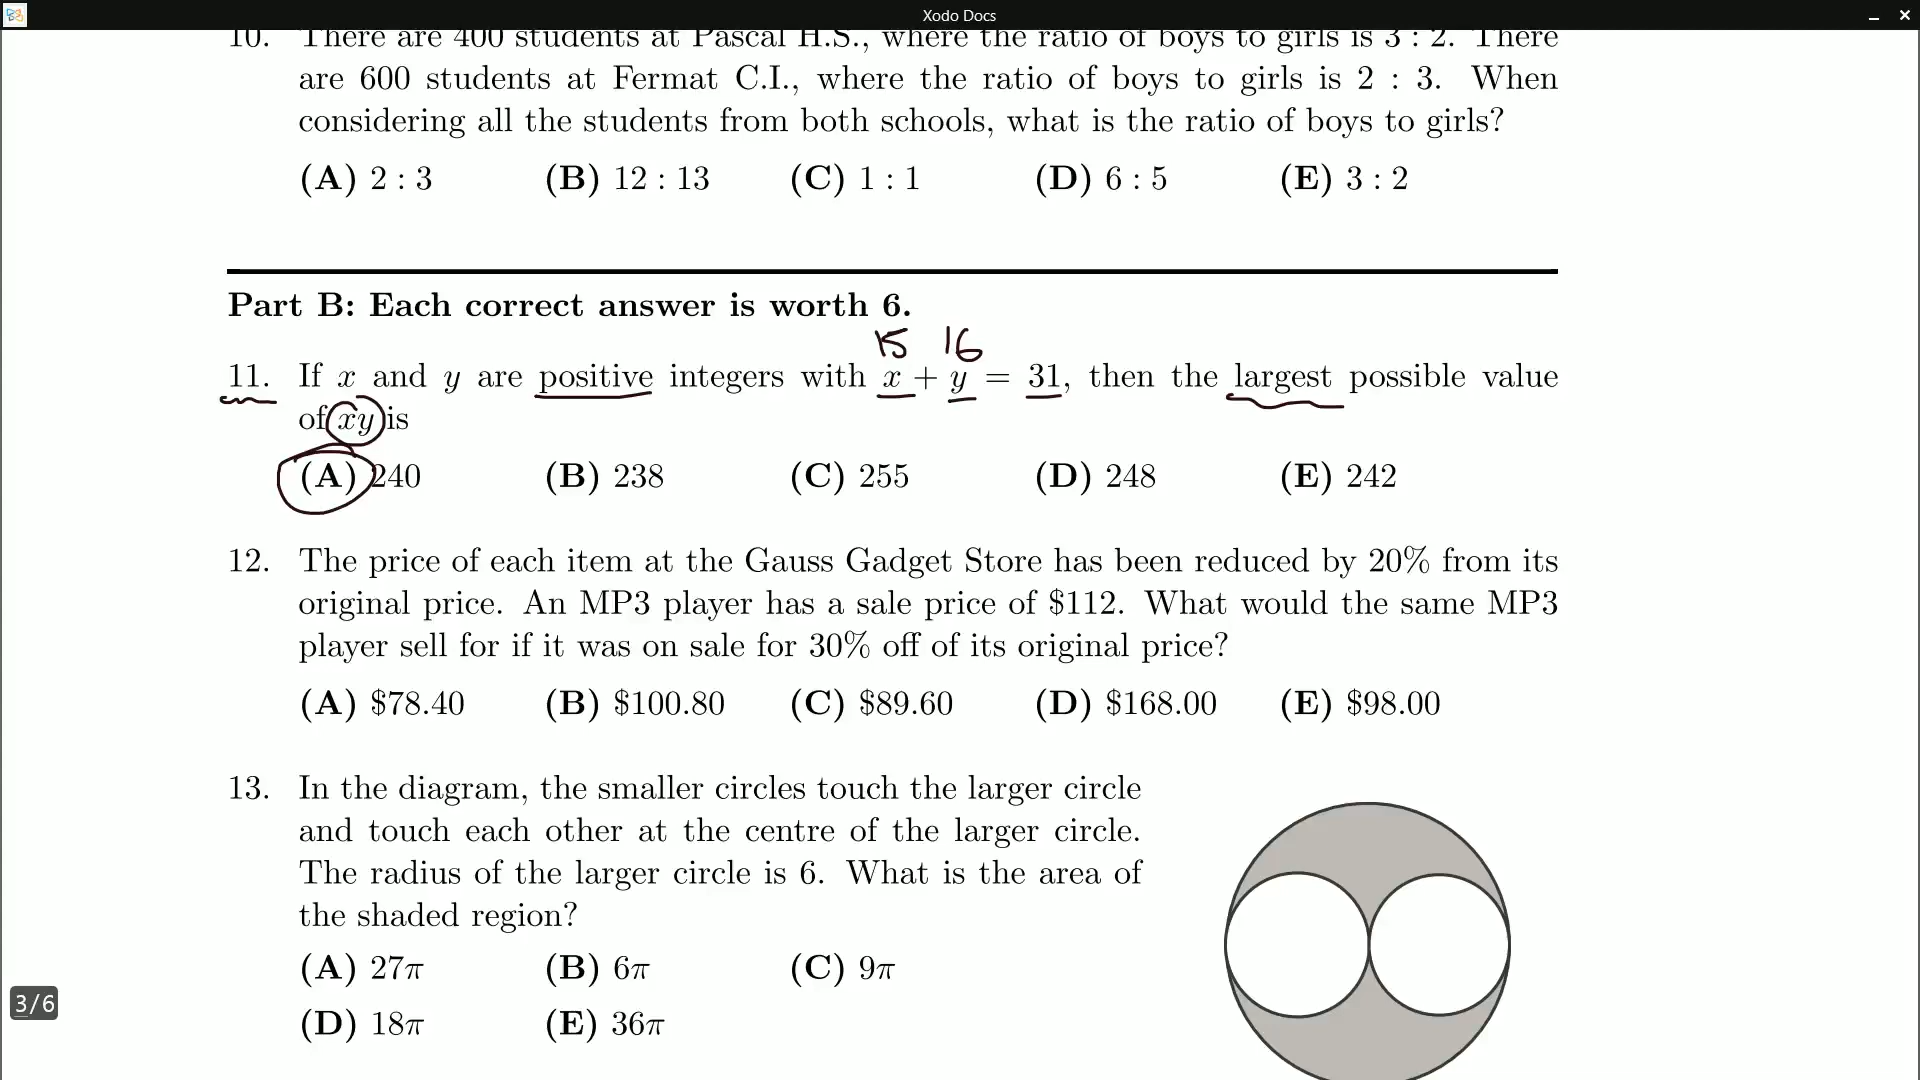 Xodo Docs
10. There are 400 students at Pascal H.S., where the ratio of boys to girls is 3 : 2. There
are 600 students at Fermat C.I., where the ratio of boys to girls is 2 : 3. When
considering all the students from both schools, what is the ratio of boys to girls?
(A) 2 : 3 (B) 12 : 13 (C) 1 : 1 (D) 6 : 5 (E) 3 : 2
Part B: Each correct answer is worth 6.
15 16
11. If x and y are positive integers with x + y = 31, then the largest possible value
of xy is
(A) 240 (B) 238 (C) 255 (D) 248 (E) 242
12. The price of each item at the Gauss Gadget Store has been reduced by 20% from its
original price. An MP3 player has a sale price of $112. What would the same MP3
player sell for if it was on sale for 30% off of its original price?
(A) $78.40 (B) $100.80 (C) $89.60 (D) $168.00 (E) $98.00
13. In the diagram, the smaller circles touch the larger circle
and touch each other at the centre of the larger circle.
The radius of the larger circle is 6. What is the area of
the shaded region?
(A) 27π (B) 6π (C) 9π
(D) 18π (E) 36π
3/6